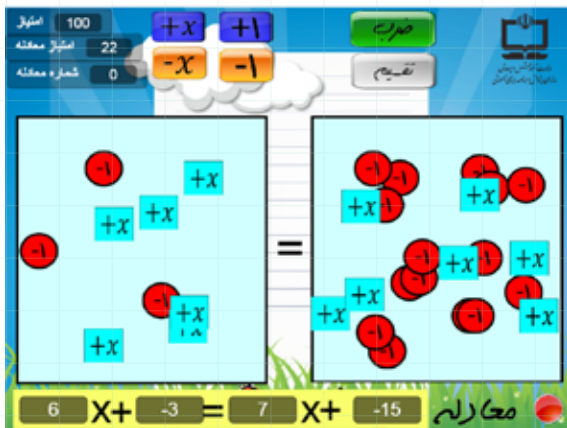 100 امتیاز
22 امتیاز معادله
0 شماره معادله
+x +۱
-x -۱
ضرب
تقسیم
-۱ +x +x +x -۱ -۱ +x +x
=
-۱ -۱ -۱ +x -۱ +x -۱ -۱ +x -۱ +x -۱ +x +x -۱ +x -۱ -۱
6 X+ -3 = 7 X+ -15 معادله